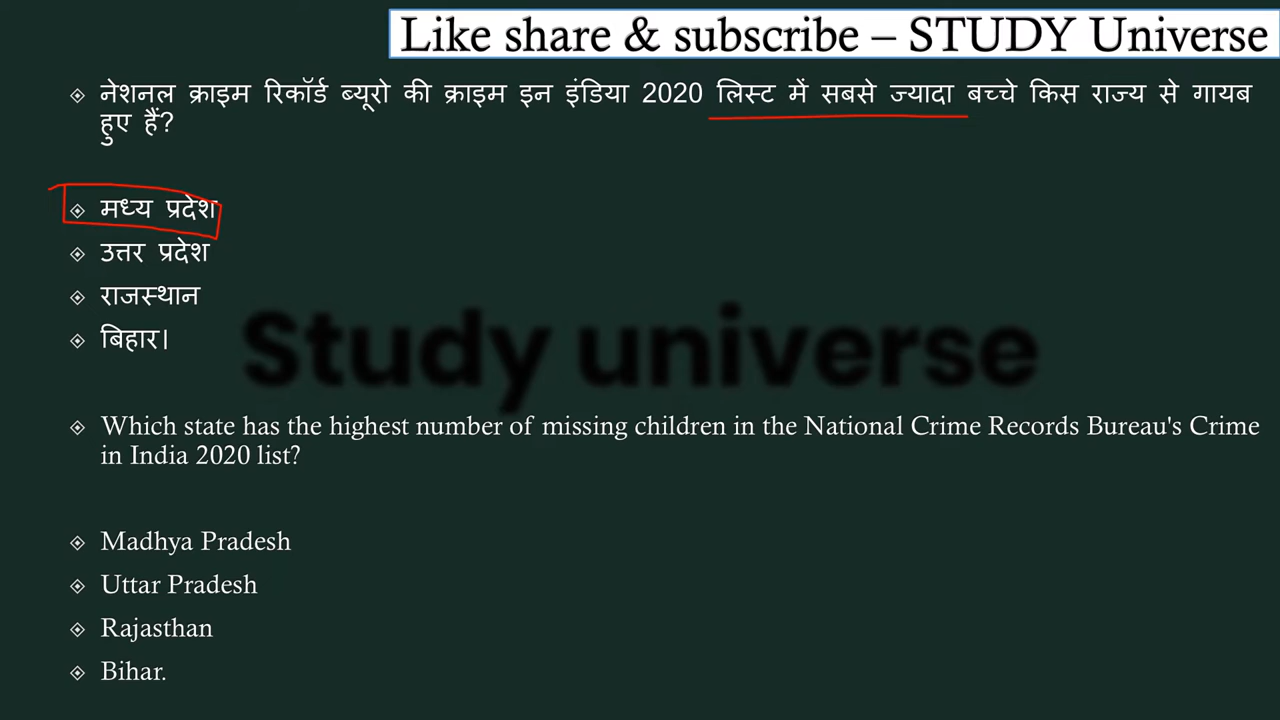 Like share & subscribe – STUDY Universe
नेशनल क्राइम रिकॉर्ड ब्यूरो की क्राइम इन इंडिया 2020 लिस्ट में सबसे ज्यादा बच्चे किस राज्य से गायब
हुए हैं?
मध्य प्रदेश
उत्तर प्रदेश
राजस्थान
बिहार।
Study universe
Which state has the highest number of missing children in the National Crime Records Bureau's Crime
in India 2020 list?
Madhya Pradesh
Uttar Pradesh
Rajasthan
Bihar.